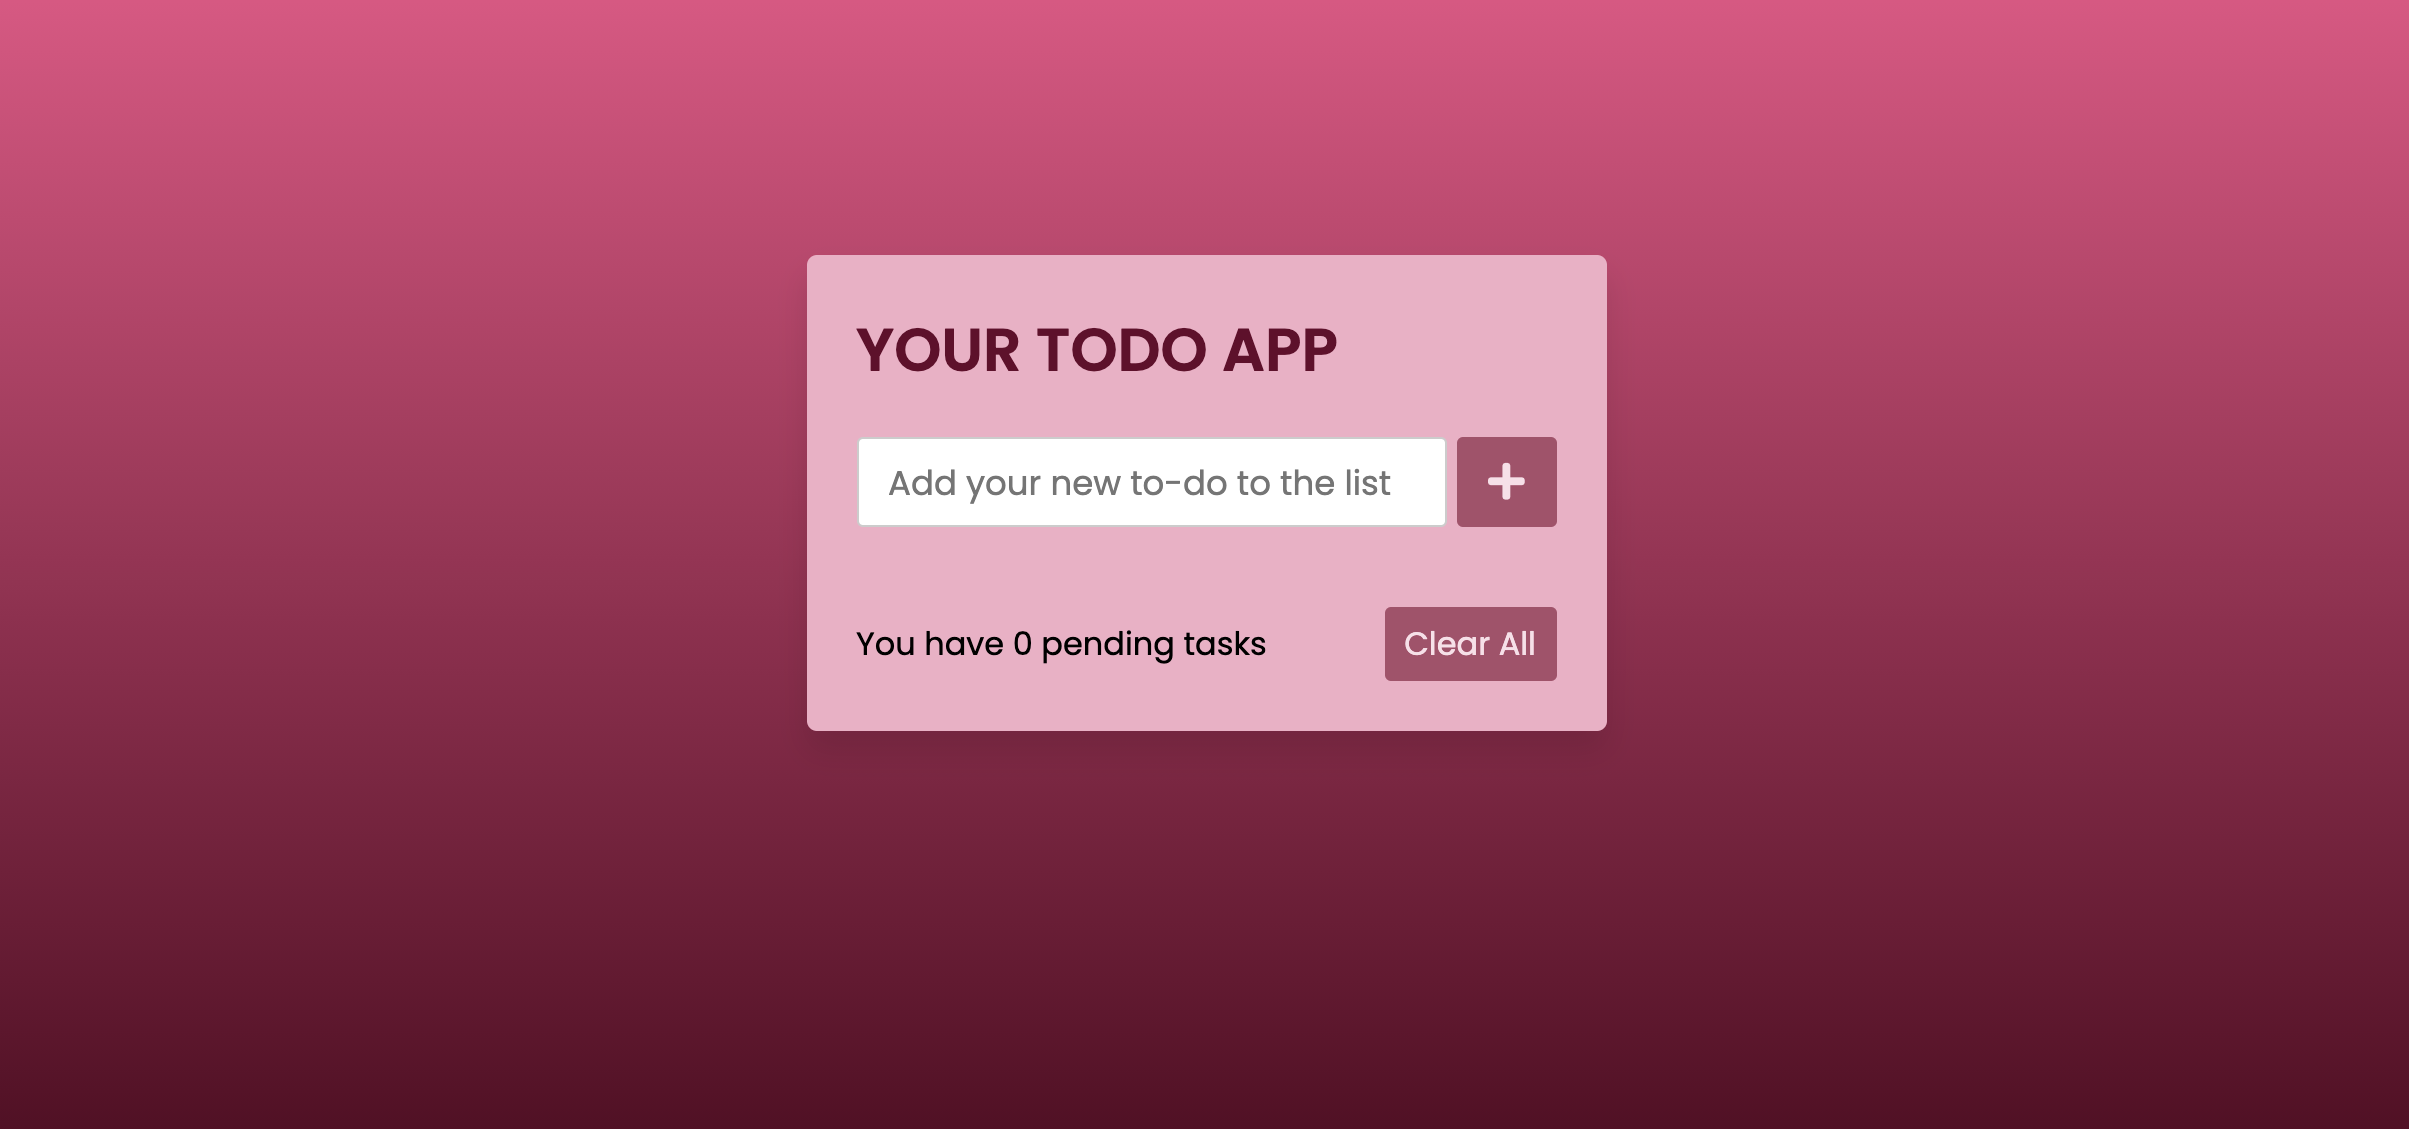 YOUR TODO APP
Add your new to-do to the list
You have 0 pending tasks
Clear All